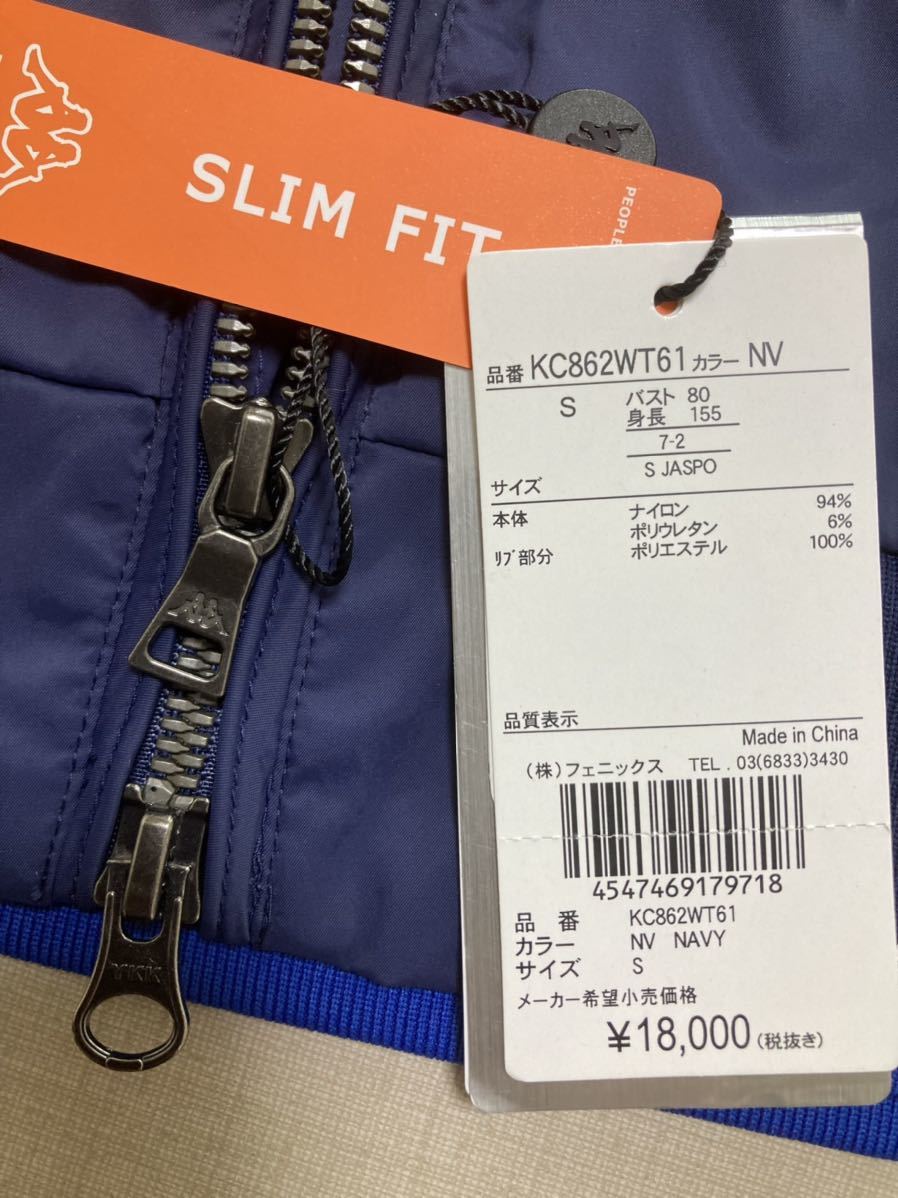 SLIM FIT
PEOPLE
品番 KC862WT61 カラー NV
S バスト 80
身長 155
7-2
S JASPO
サイズ
本体 ナイロン 94%
ポリウレタン 6%
ﾘﾌﾞ部分 ポリエステル 100%
品質表示
Made in China
(株)フェニックス TEL . 03(6833)3430
4547469179718
品番 KC862WT61
カラー NV NAVY
サイズ S
メーカー希望小売価格
¥18,000 (税抜き)
YKK